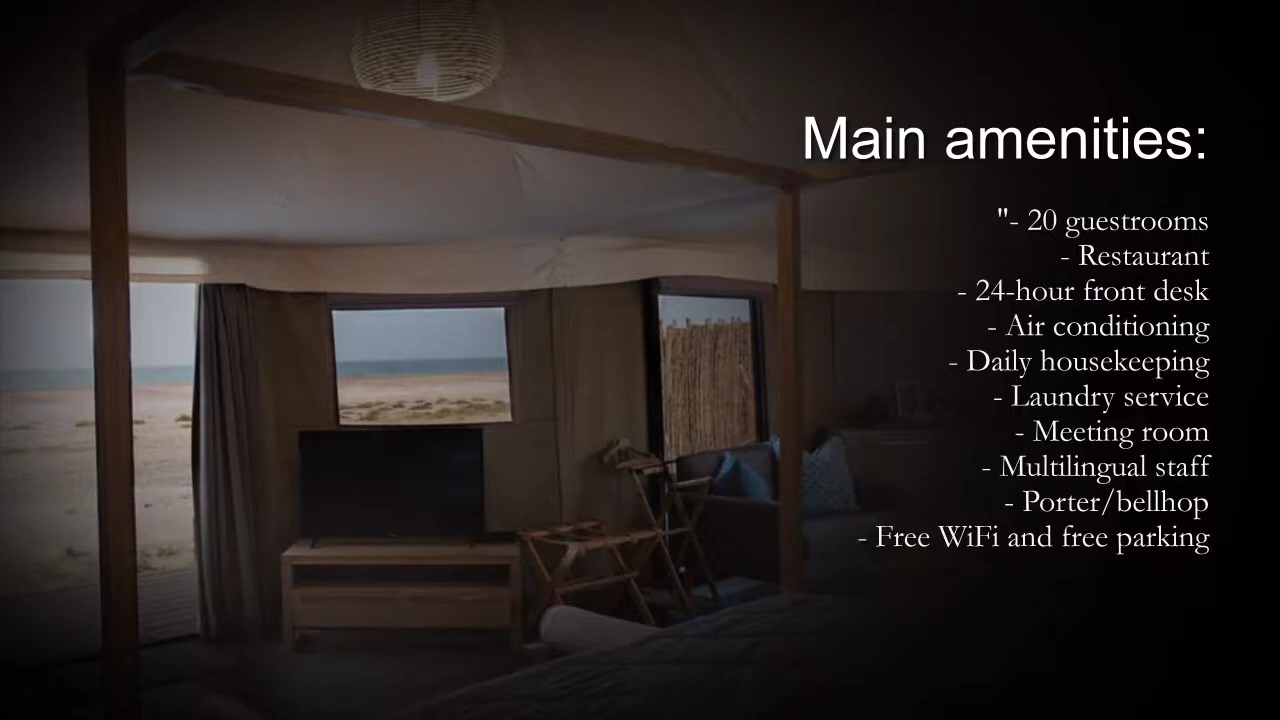 Main amenities:
"- 20 guestrooms
- Restaurant
- 24-hour front desk
- Air conditioning
- Daily housekeeping
- Laundry service
- Meeting room
- Multilingual staff
- Porter/bellhop
- Free WiFi and free parking